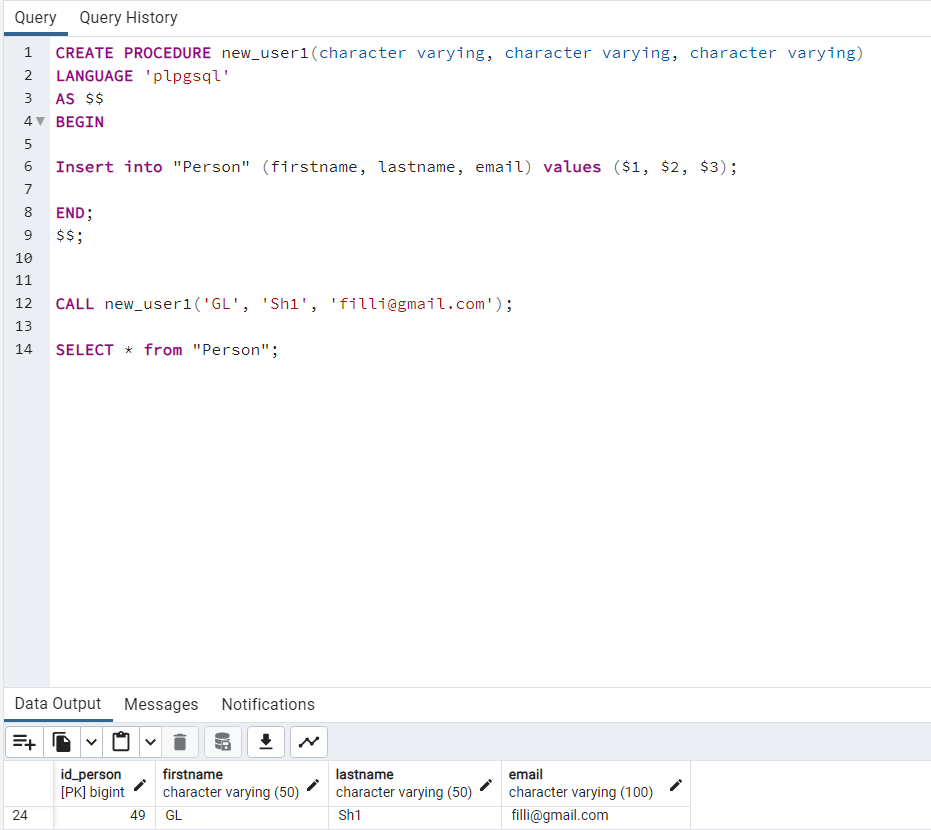 Query Query History
1 CREATE PROCEDURE new_user1(character varying, character varying, character varying)
2 LANGUAGE 'plpgsql'
3 AS $$
4 BEGIN
5
6 Insert into "Person" (firstname, lastname, email) values ($1, $2, $3);
7
8 END;
9 $$;
10
11
12 CALL new_user1('GL', 'Sh1', 'filli@gmail.com');
13
14 SELECT * from "Person";
Data Output Messages Notifications
id_person firstname lastname email
[PK] bigint character varying (50) character varying (50) character varying (100)
24 49 GL Sh1 filli@gmail.com